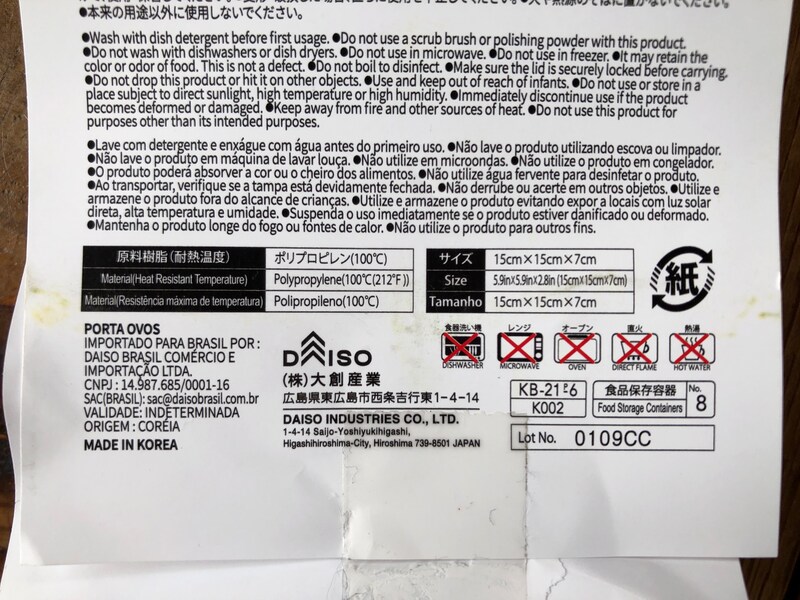 ●本来の用途以外に使用しないでください。
●Wash with dish detergent before first usage. ●Do not use a scrub brush or polishing powder with this product.
●Do not wash with dishwashers or dish dryers. ●Do not use in microwave. ●Do not use in freezer. ●It may retain the
color or odor of food. This is not a defect. ●Do not boil to disinfect. ●Make sure the lid is securely locked before carrying.
●Do not drop this product or hit it on other objects. ●Use and keep out of reach of infants. ●Do not use or store in a
place subject to direct sunlight, high temperature or high humidity. ●Immediately discontinue use if the product
becomes deformed or damaged. ●Keep away from fire and other sources of heat. ●Do not use this product for
purposes other than its intended purposes.
●Lave com detergente e enxágue com água antes do primeiro uso. ●Não lave o produto utilizando escova ou limpador.
●Não lave o produto em máquina de lavar louça. ●Não utilize em microondas. ●Não utilize o produto em congelador.
●O produto poderá absorver a cor ou o cheiro dos alimentos. ●Não utilize água fervente para desinfetar o produto.
●Ao transportar, verifique se a tampa está devidamente fechada. ●Não derrube ou acerte em outros objetos. ●Utilize e
armazene o produto fora do alcance de crianças. ●Utilize e armazene o produto evitando expor a locais com luz solar
direta, alta temperatura e umidade. ●Suspenda o uso imediatamente se o produto estiver danificado ou deformado.
●Mantenha o produto longe do fogo ou fontes de calor. ●Não utilize o produto para outros fins.
原料樹脂(耐熱温度) ポリプロピレン(100℃)
Material(Heat Resistant Temperature) Polypropylene(100℃(212°F))
Material(Resistência máxima de temperatura) Polipropileno(100℃)
サイズ 15cm×15cm×7cm
Size 5.9in×5.9in×2.8in (15cm×15cm×7cm)
Tamanho 15cm×15cm×7cm
紙
PORTA OVOS
IMPORTADO PARA BRASIL POR :
DAISO BRASIL COMÉRCIO E
IMPORTAÇÃO LTDA.
CNPJ : 14.987.685/0001-16
SAC(BRASIL): sac@daisobrasil.com.br
VALIDADE: INDETERMINADA
ORIGEM : CORÉIA
MADE IN KOREA
DAISO
(株)大創産業
広島県東広島市西条吉行東1-4-14
DAISO INDUSTRIES CO., LTD.
1-4-14 Saijo-Yoshiyukihigashi,
Higashihiroshima-City, Hiroshima 739-8501 JAPAN
食器洗い機 レンジ オーブン 直火 熱湯
DISHWASHER MICROWAVE OVEN DIRECT FLAME HOT WATER
KB-21 P6
K002
食品保存容器
Food Storage Containers
No.
8
Lot No. 0109CC